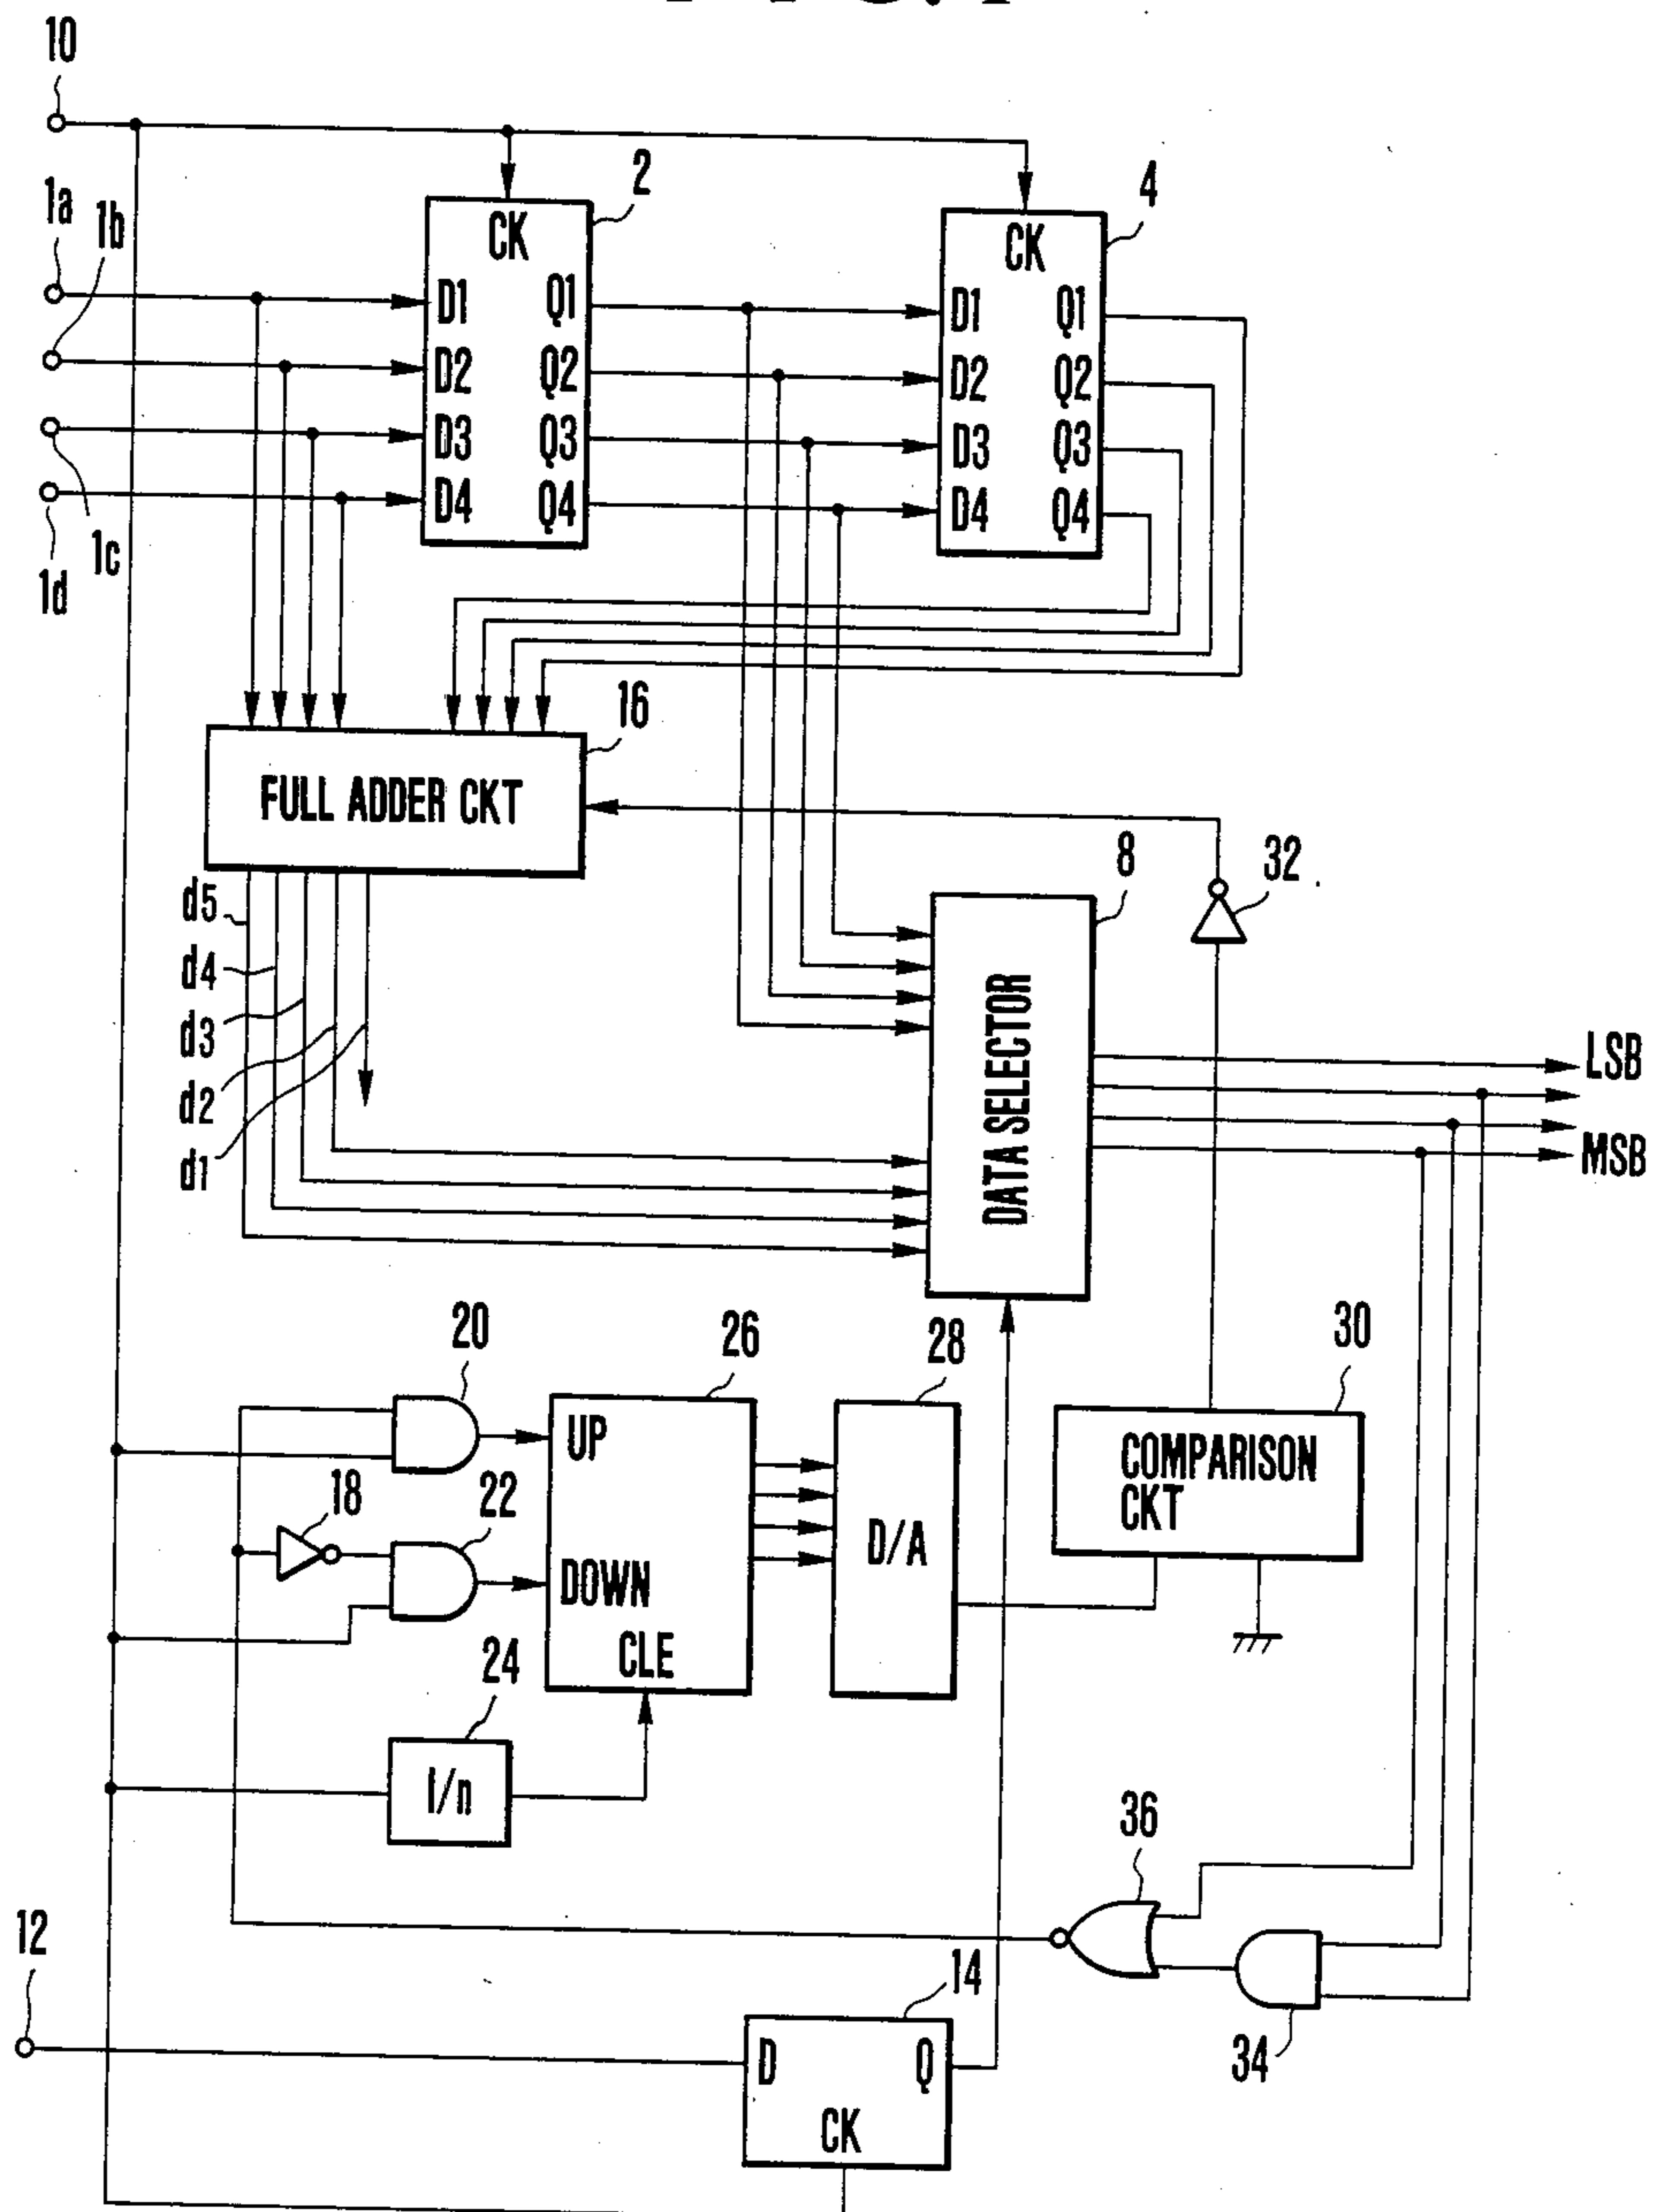 10
2
4
1a
1b
CK
CK
D1
Q1
D1
Q1
D2
Q2
D2
Q2
D3
Q3
D3
Q3
D4
Q4
D4
Q4
1c
1d
16
FULL ADDER CKT
8
32
d5
d4
d3
d2
d1
DATA SELECTOR
LSB
MSB
20
26
28
30
UP
COMPARISON
CKT
18
22
D/A
DOWN
24
CLE
1/n
36
12
14
D
Q
34
CK